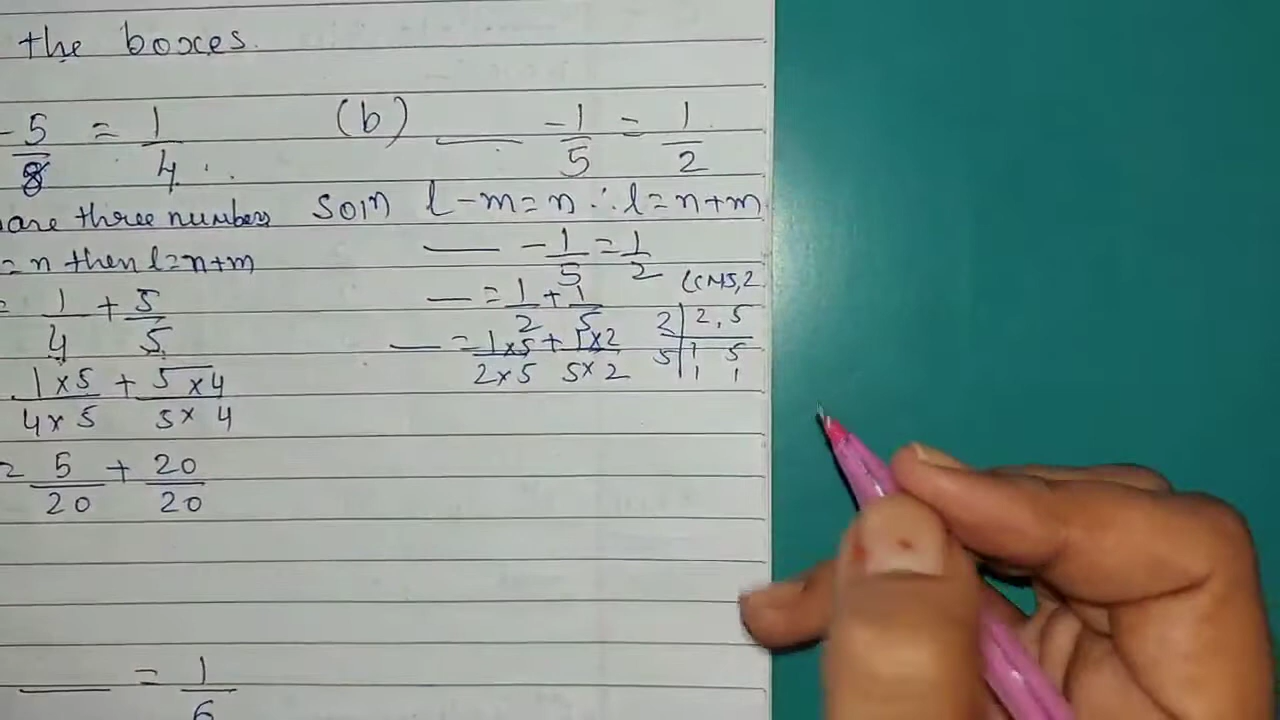 the boxes.
- 5/8 = 1/4 (b) ___ - 1/5 = 1/2
are three numbers Soln l - m = n ∴ l = n + m
= n then l = n + m
___ - 1/5 = 1/2
= 1/4 + 5/5
___ = 1/2 + 1/5
LCM 5, 2
2 | 2, 5
5 | 1 5
1 1
___ = 1×5/2×5 + 1×2/5×2
1×5/4×5 + 5×4/5×4
= 5/20 + 20/20
___ = 1/6